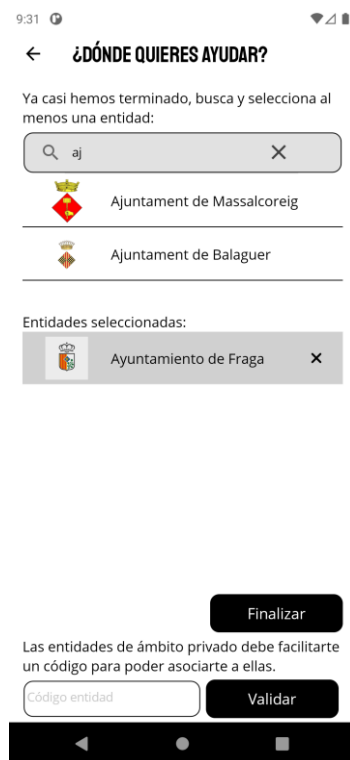 9:31
¿DÓNDE QUIERES AYUDAR?
Ya casi hemos terminado, busca y selecciona al
menos una entidad:
aj
Ajuntament de Massalcoreig
Ajuntament de Balaguer
Entidades seleccionadas:
Ayuntamiento de Fraga
Finalizar
Las entidades de ámbito privado debe facilitarte
un código para poder asociarte a ellas.
Código entidad
Validar